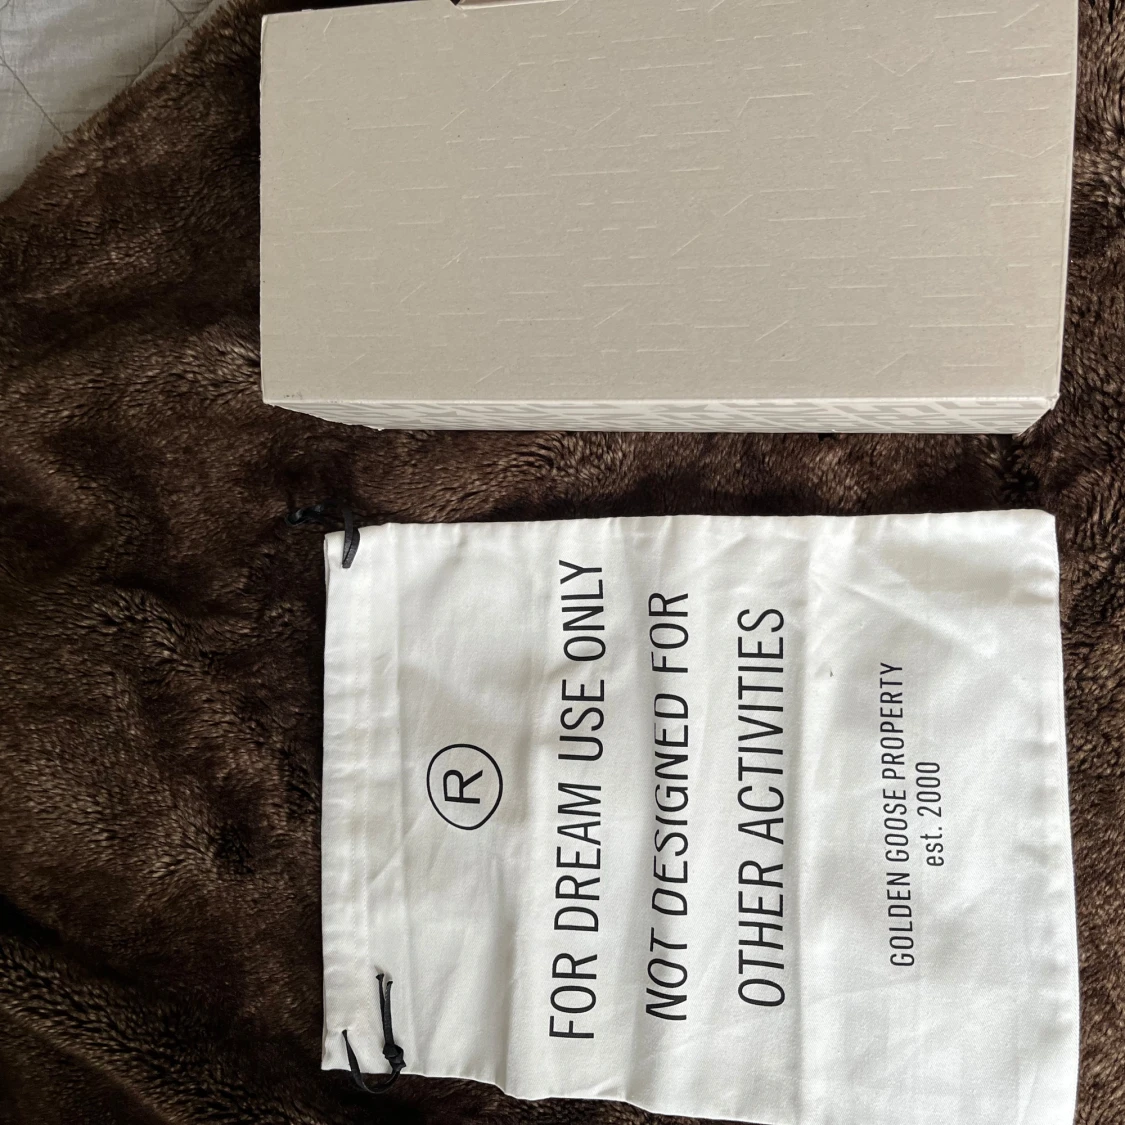 ®
FOR DREAM USE ONLY
NOT DESIGNED FOR
OTHER ACTIVITIES
GOLDEN GOOSE PROPERTY
est. 2000